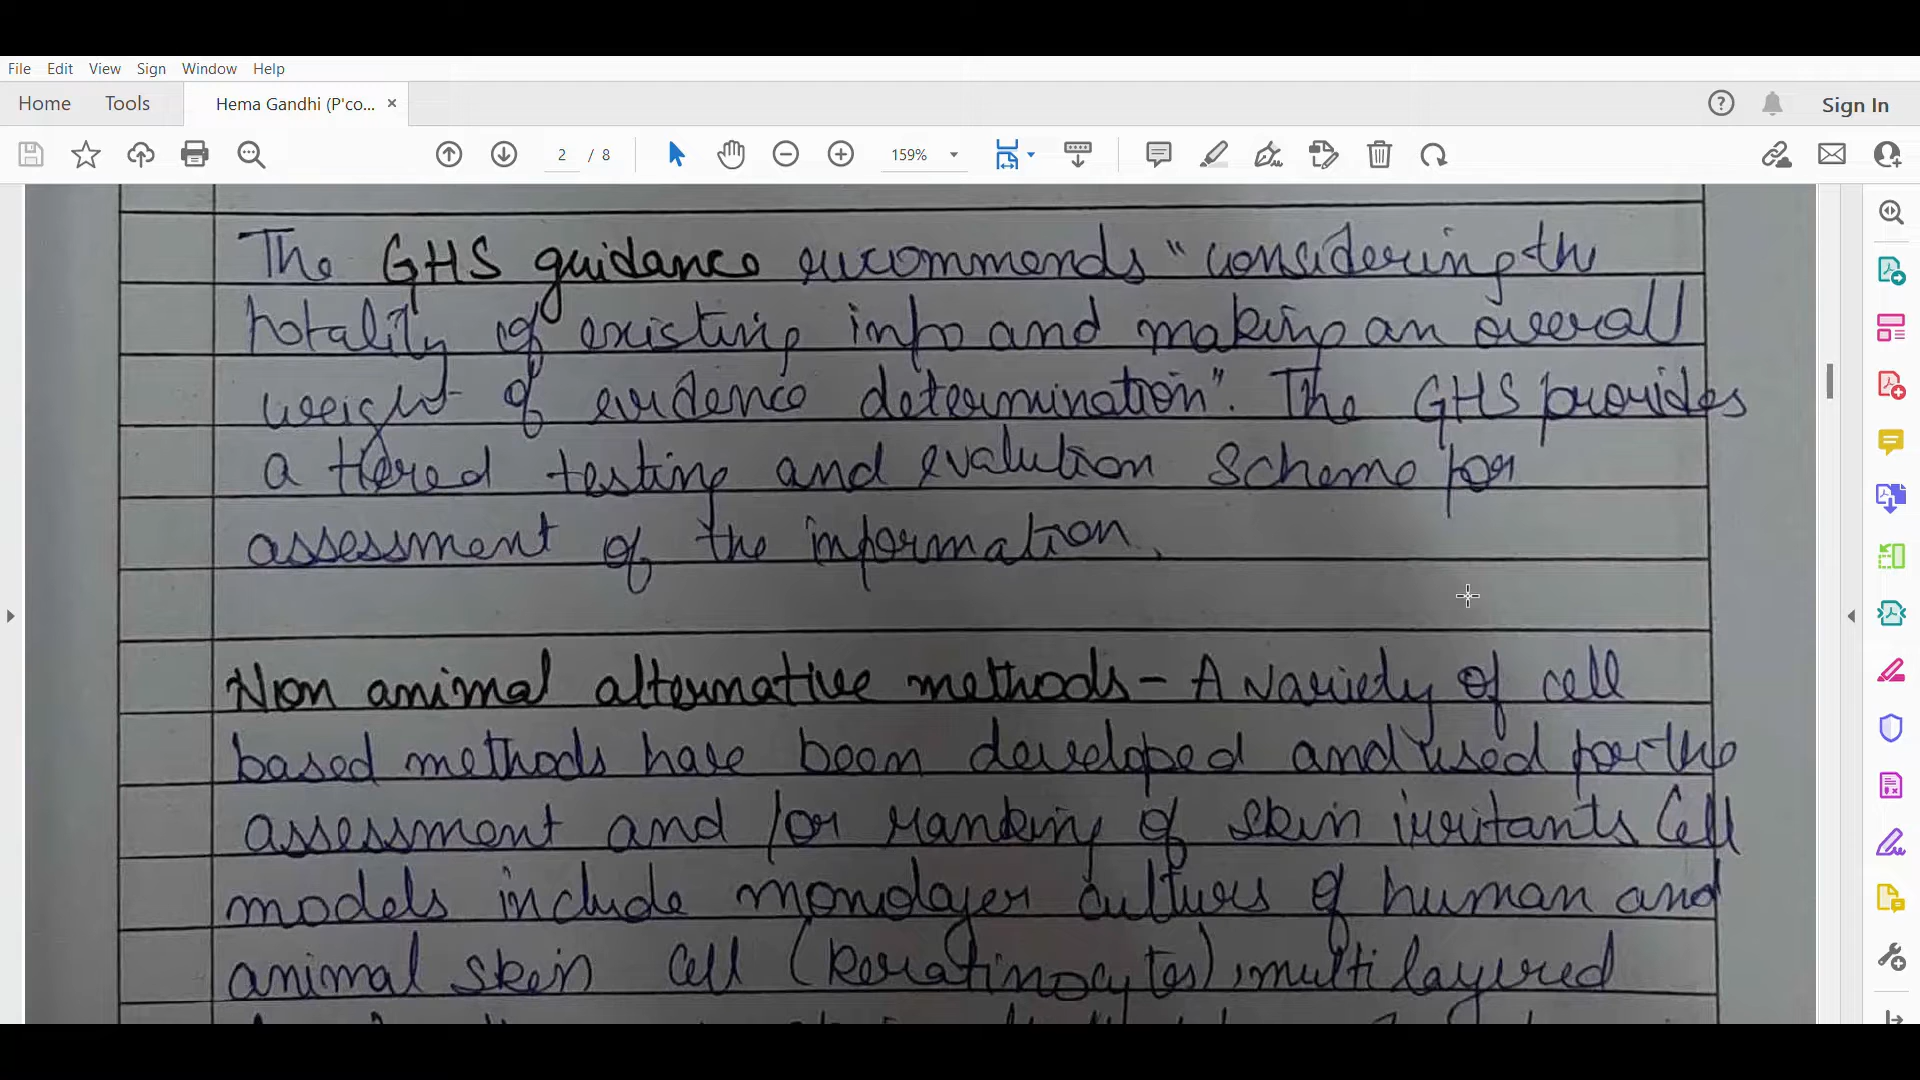 File Edit View Sign Window Help
Home Tools Hema Gandhi (P'co... × Sign In
2 / 8 159%
The GHS guidance recommends "considering the
totality of existing info and making an overall
weight of evidence determination". The GHS provides
a tiered testing and evalution scheme for
assessment of the information.
Non animal alternative methods - A variety of cell
based methods have been developed and used for the
assessment and/or ranking of skin irritants. Cell
models include monolayer cultures of human and
animal skin cell (keratinocytes), multilayered